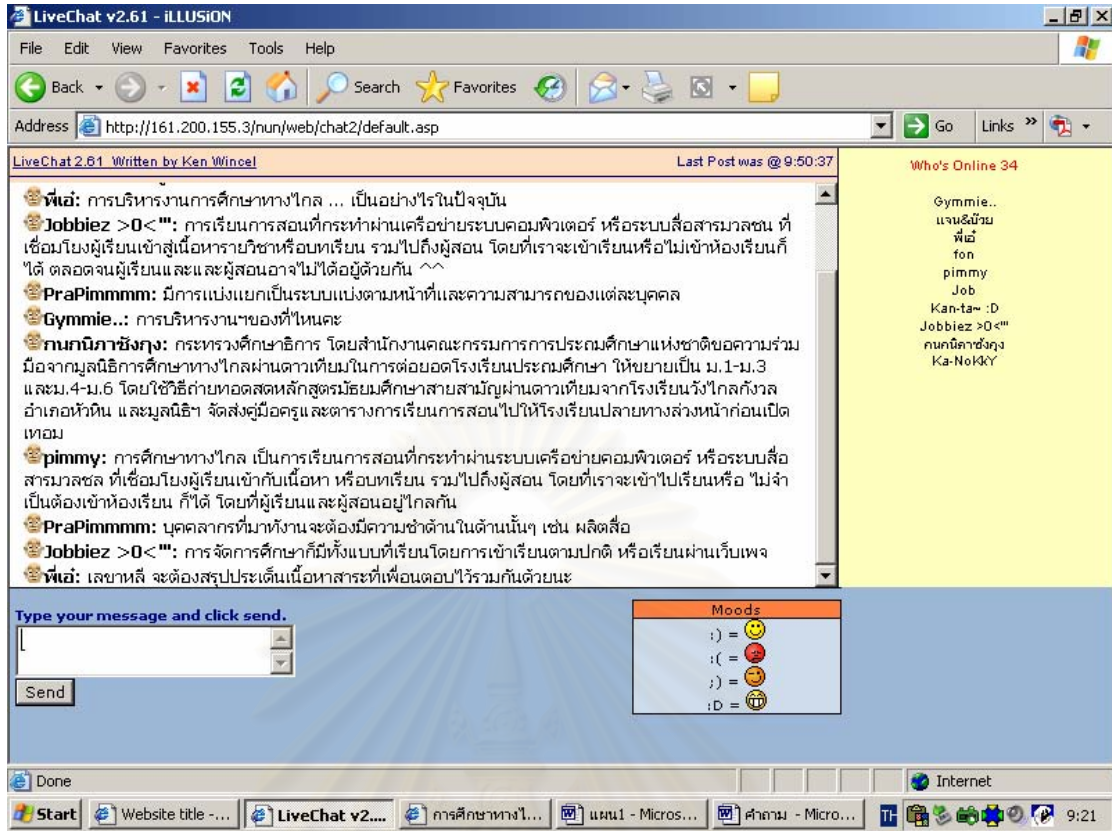 LiveChat v2.61 - iLLUSiON
File Edit View Favorites Tools Help
Back Search Favorites
Address http://161.200.155.3/nun/web/chat2/default.asp Go Links »
LiveChat 2.61 Written by Ken Wincel Last Post was @ 9:50:37
พี่เอ๋: การบริหารงานการศึกษาทางไกล ... เป็นอย่างไรในปัจจุบัน
Jobbiez >0<''': การเรียนการสอนที่กระทำผ่านเครือข่ายระบบคอมพิวเตอร์ หรือระบบสื่อสารมวลชน ที่
เชื่อมโยงผู้เรียนเข้าสู่เนื้อหารายวิชาหรือบทเรียน รวมไปถึงผู้สอน โดยที่เราจะเข้าเรียนหรือไม่เข้าห้องเรียนก็
ได้ ตลอดจนผู้เรียนและและผู้สอนอาจไม่ได้อยู่ด้วยกัน ^^
PraPimmmm: มีการแบ่งแยกเป็นระบบแบ่งตามหน้าที่และความสามารถของแต่ละบุคคล
Gymmie..: การบริหารงานฯของที่ไหนคะ
กนกนิภาซังกุง: กระทรวงศึกษาธิการ โดยสำนักงานคณะกรรมการการประถมศึกษาแห่งชาติขอความร่วม
มือจากมูลนิธิการศึกษาทางไกลผ่านดาวเทียมในการต่อยอดโรงเรียนประถมศึกษา ให้ขยายเป็น ม.1-ม.3
และม.4-ม.6 โดยใช้วิธีถ่ายทอดสดหลักสูตรมัธยมศึกษาสายสามัญผ่านดาวเทียมจากโรงเรียนวังไกลกังวล
อำเภอหัวหิน และมูลนิธิฯ จัดส่งคู่มือครูและตารางการเรียนการสอนไปให้โรงเรียนปลายทางล่วงหน้าก่อนเปิด
เทอม
pimmy: การศึกษาทางไกล เป็นการเรียนการสอนที่กระทำผ่านระบบเครือข่ายคอมพิวเตอร์ หรือระบบสื่อ
สารมวลชล ที่เชื่อมโยงผู้เรียนเข้ากับเนื้อหา หรือบทเรียน รวมไปถึงผู้สอน โดยที่เราจะเข้าไปเรียนหรือ ไม่จำ
เป็นต้องเข้าห้องเรียน ก็ได้ โดยที่ผู้เรียนและผู้สอนอยู่ไกลกัน
PraPimmmm: บุคคลากรที่มาทังานจะต้องมีความชำด้านในด้านนั้นๆ เช่น ผลิตสื่อ
Jobbiez >0<''': การจัดการศึกษาก็มีทั้งแบบที่เรียนโดยการเข้าเรียนตามปกติ หรือเรียนผ่านเว็บเพจ
พี่เอ๋: เลขาหลี จะต้องสรุปประเด็นเนื้อหาสาระที่เพื่อนตอบไว้รวมกันด้วยนะ
Who's Online 34
Gymmie..
แจน&บ๊วย
พี่เอ๋
fon
pimmy
Job
Kan-ta~ :D
Jobbiez >0<'''
กนกนิภาซังกุง
Ka-NoKkY
Type your message and click send.
Send
Moods
:) =
:( =
;) =
:D =
Done Internet
Start Website title -... LiveChat v2.... การศึกษาทางไ... แผน1 - Micros... คำถาม - Micro... TH 9:21